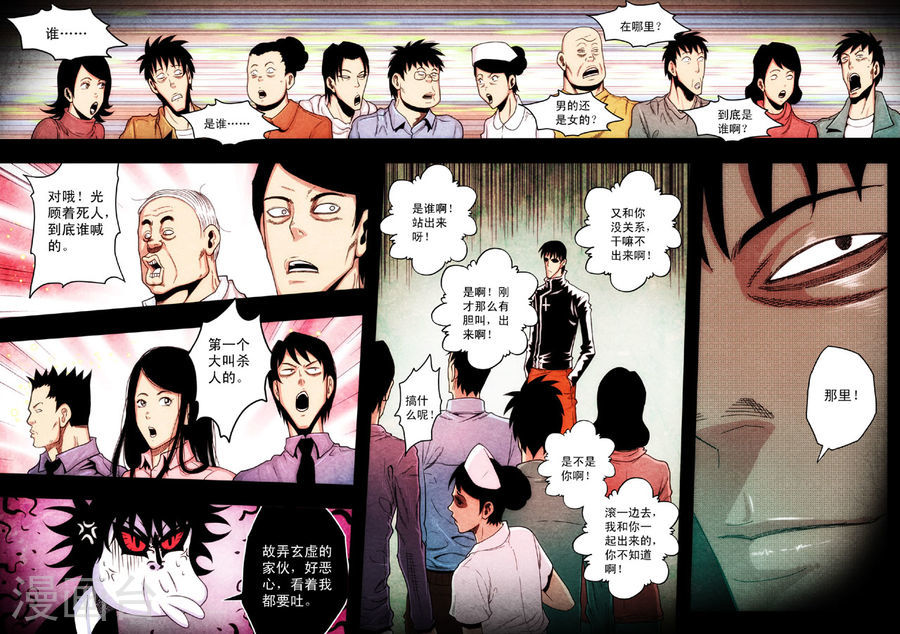 谁……
是谁……
男的还
是女的？
在哪里？
到底是
谁啊？
对哦！光
顾着死人，
到底谁喊
的。
第一个
大叫杀
人的。
故弄玄虚的
家伙，好恶
心，看着我
都要吐。
是谁啊！
站出来
呀！
又和你
没关系，
干嘛不
出来啊！
是啊！刚
才那么有
胆叫，出
来啊！
搞什
么呢！
是不是
你啊！
滚一边去，
我和你一
起出来的，
你不知道
啊！
那里！
漫画台